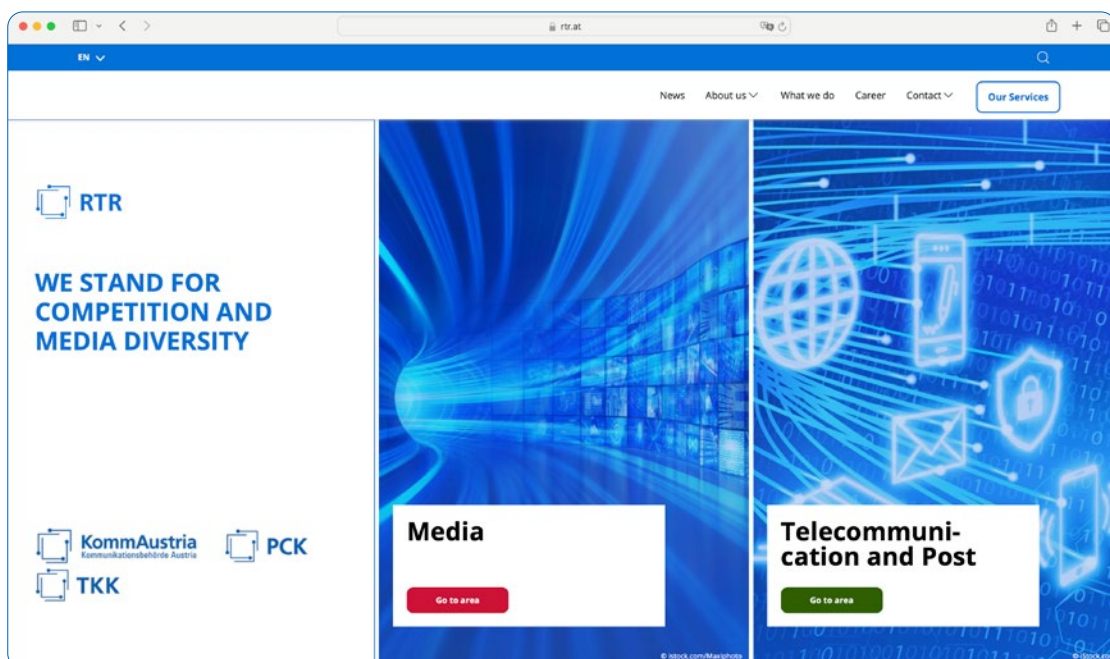 rtr.at
EN
News About us What we do Career Contact Our Services
RTR
WE STAND FOR
COMPETITION AND
MEDIA DIVERSITY
KommAustria
Kommunikationsbehörde Austria
PCK
TKK
Media
Go to area
© istock.com/Maxiphoto
Telecommuni-
cation and Post
Go to area